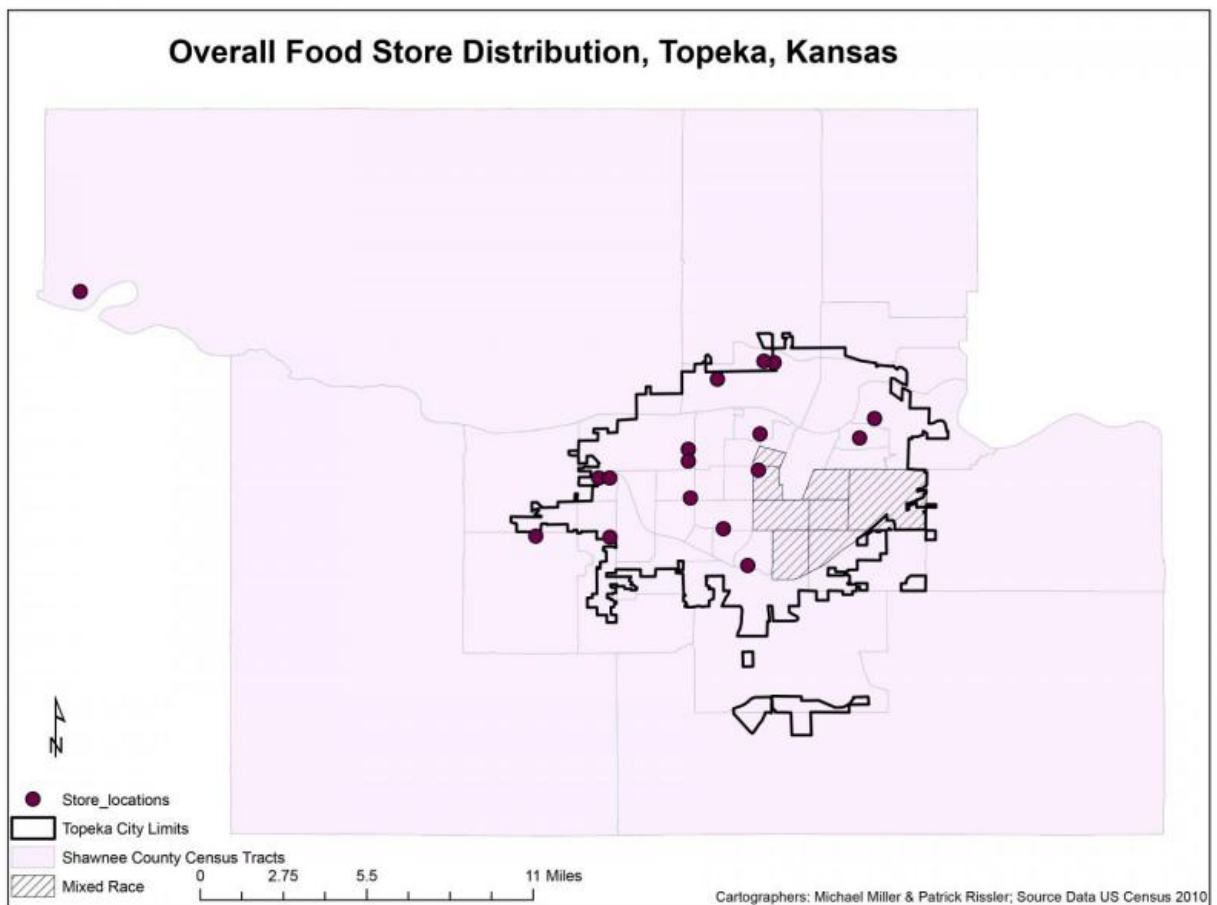 Overall Food Store Distribution, Topeka, Kansas
N
Store_locations
Topeka City Limits
Shawnee County Census Tracts
Mixed Race
0 2.75 5.5 11 Miles
Cartographers: Michael Miller & Patrick Rissler; Source Data US Census 2010